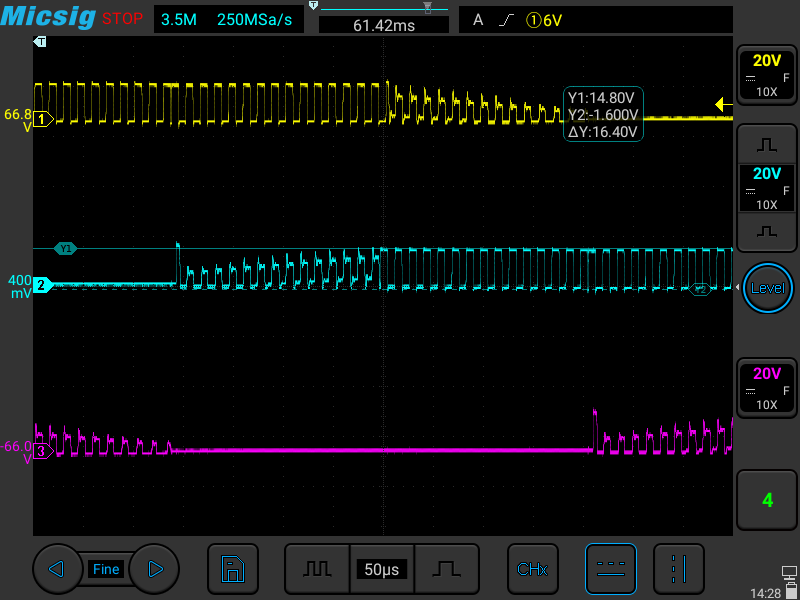 Micsig STOP 3.5M 250MSa/s T T 61.42ms A ①6V
T
20V
F
10X
66.8
V
1
Y1:14.80V
Y2:-1.600V
ΔY:16.40V
20V
F
10X
Y1
400
mV
2
Y2
Level
20V
F
10X
-66.0
V
3
4
Fine 50µs CHx
14:28